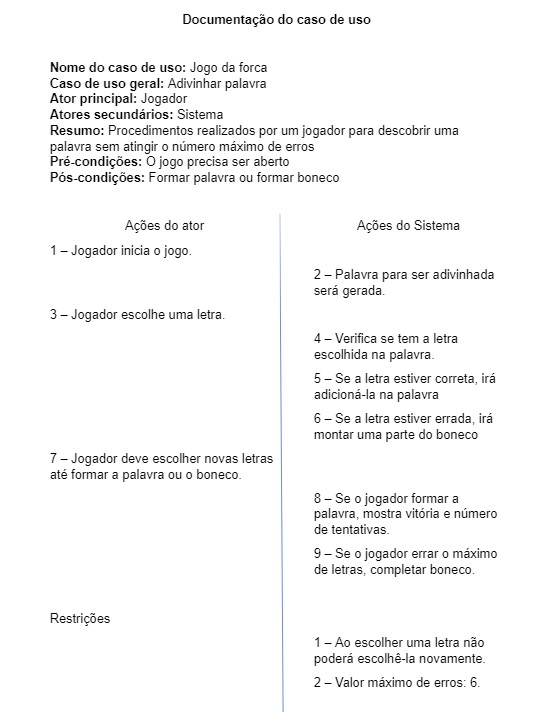 Documentação do caso de uso
Nome do caso de uso: Jogo da forca
Caso de uso geral: Adivinhar palavra
Ator principal: Jogador
Atores secundários: Sistema
Resumo: Procedimentos realizados por um jogador para descobrir uma
palavra sem atingir o número máximo de erros
Pré-condições: O jogo precisa ser aberto
Pós-condições: Formar palavra ou formar boneco
Ações do ator
Ações do Sistema
1 – Jogador inicia o jogo.
2 – Palavra para ser adivinhada
será gerada.
3 – Jogador escolhe uma letra.
4 – Verifica se tem a letra
escolhida na palavra.
5 – Se a letra estiver correta, irá
adicioná-la na palavra
6 – Se a letra estiver errada, irá
montar uma parte do boneco
7 – Jogador deve escolher novas letras
até formar a palavra ou o boneco.
8 – Se o jogador formar a
palavra, mostra vitória e número
de tentativas.
9 – Se o jogador errar o máximo
de letras, completar boneco.
Restrições
1 – Ao escolher uma letra não
poderá escolhê-la novamente.
2 – Valor máximo de erros: 6.